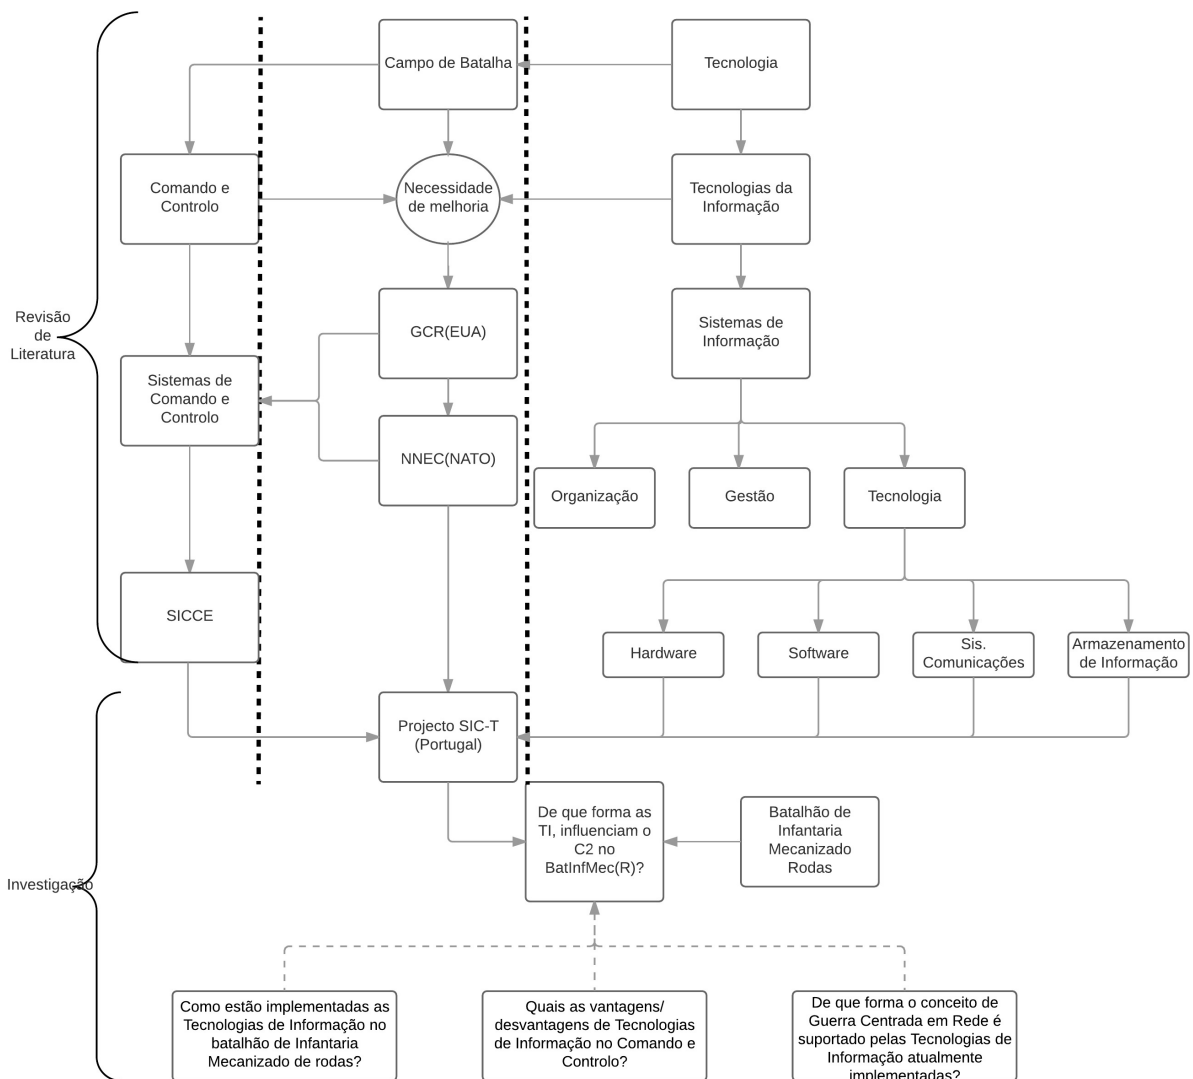 Campo de Batalha
Tecnologia
Comando e
Controlo
Necessidade
de melhoria
Tecnologias da
Informação
Revisão
de
Literatura
GCR(EUA)
Sistemas de
Informação
Sistemas de
Comando e
Controlo
NNEC(NATO)
Organização
Gestão
Tecnologia
SICCE
Hardware
Software
Sis.
Comunicações
Armazenamento
de Informação
Projecto SIC-T
(Portugal)
De que forma as
TI, influenciam o
C2 no
BatInfMec(R)?
Batalhão de
Infantaria
Mecanizado
Rodas
Investigação
Como estão implementadas as
Tecnologias de Informação no
batalhão de Infantaria
Mecanizado de rodas?
Quais as vantagens/
desvantagens de Tecnologias
de Informação no Comando e
Controlo?
De que forma o conceito de
Guerra Centrada em Rede é
suportado pelas Tecnologias de
Informação atualmente
implementadas?